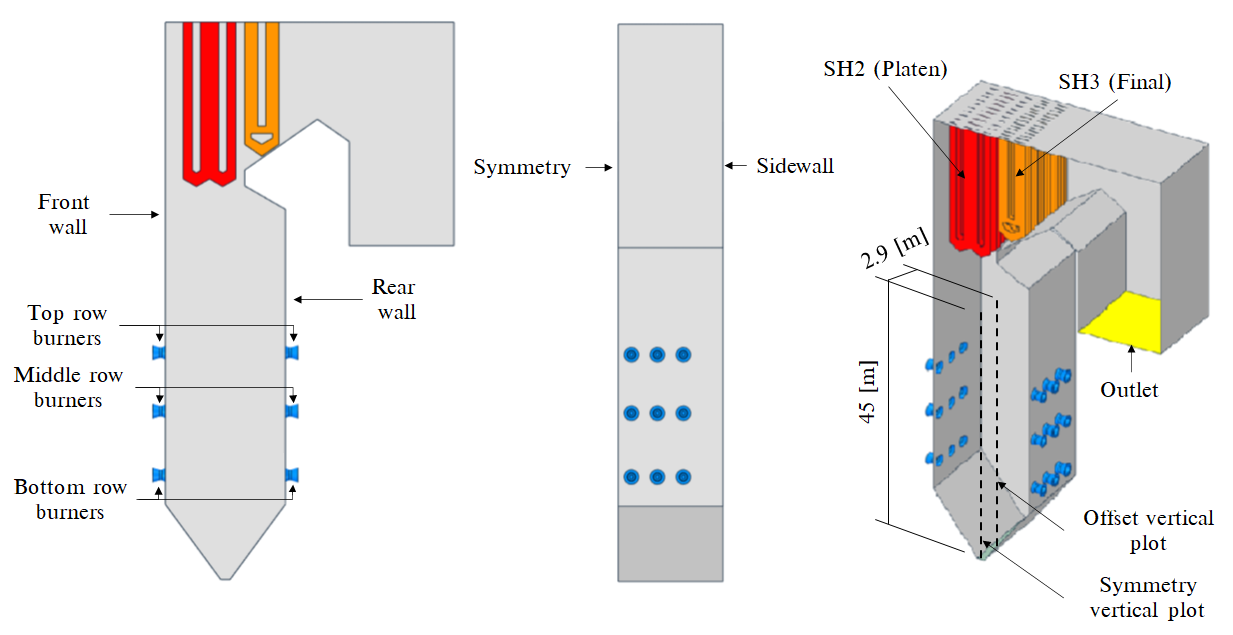 Front
wall
Top row
burners
Middle row
burners
Bottom row
burners
Rear
wall
Symmetry
Sidewall
SH2 (Platen)
SH3 (Final)
2.9 [m]
45 [m]
Outlet
Offset vertical
plot
Symmetry
vertical plot